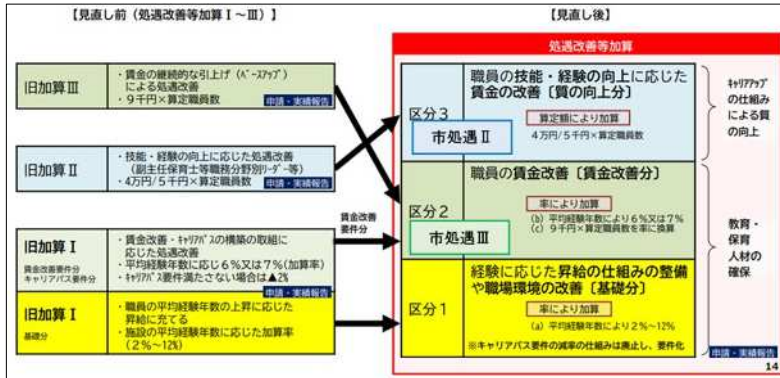 【見直し前（処遇改善等加算Ⅰ～Ⅲ）】
【見直し後】
処遇改善等加算
旧加算Ⅲ
・賃金の継続的な引上げ（ﾍﾞｰｽｱｯﾌﾟ）
による処遇改善
・９千円×算定職員数
申請・実績報告
旧加算Ⅱ
・技能・経験の向上に応じた処遇改善
（副主任保育士等職務分野別ﾘｰﾀﾞｰ等）
・4万円/５千円×算定職員数
申請・実績報告
旧加算Ⅰ
賃金改善要件分
キャリアパス要件分
・賃金改善・ｷｬﾘｱﾊﾟｽの構築の取組に
応じた処遇改善
・平均経験年数に応じ６％又は７％(加算率)
・ｷｬﾘｱﾊﾟｽ要件満たさない場合は▲2%
申請・実績報告
旧加算Ⅰ
基礎分
・職員の平均経験年数の上昇に応じた
昇給に充てる
・施設の平均経験年数に応じた加算率
（２％～12％）
賃金改善
要件分
区分３
市処遇Ⅱ
職員の技能・経験の向上に応じた
賃金の改善〔質の向上分〕
算定額により加算
４万円/５千円×算定職員数
区分２
市処遇Ⅲ
職員の賃金改善〔賃金改善分〕
率により加算
(b) 平均経験年数により６％又は７％
(c) ９千円×算定職員数を率に換算
区分１
経験に応じた昇給の仕組みの整備
や職場環境の改善〔基礎分〕
率により加算
(a) 平均経験年数により２％～12％
※キャリアパス要件の減率の仕組みは廃止し、要件化
ｷｬﾘｱｱｯﾌﾟ
の仕組み
による質
の向上
教育・
保育
人材の
確保
申請・実績報告
14